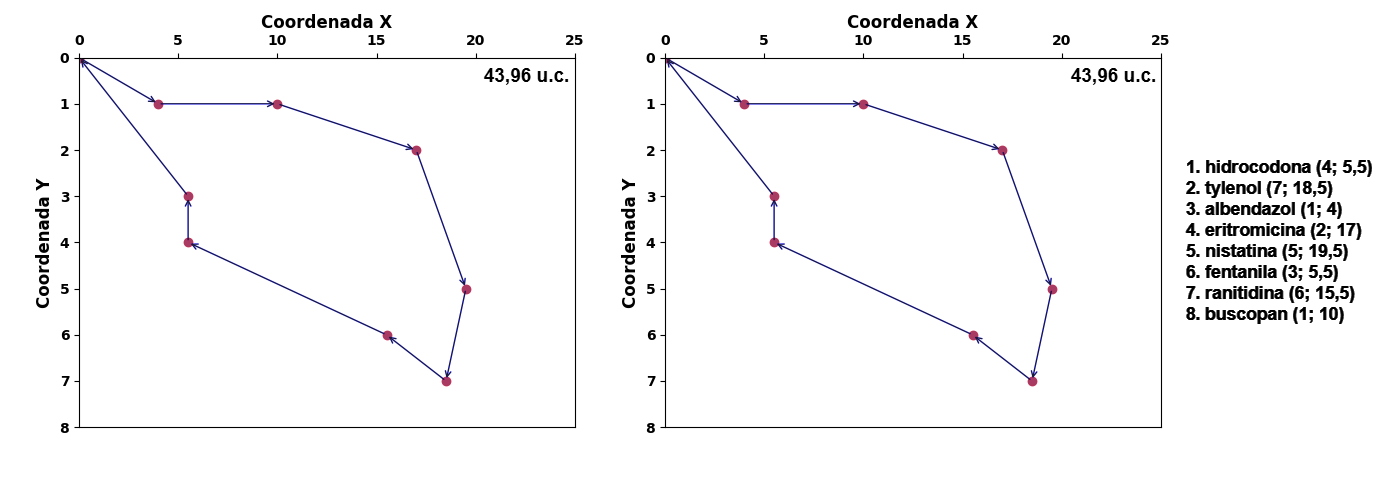 Coordenada X
0 5 10 15 20 25
43,96 u.c.
Coordenada Y
0
1
2
3
4
5
6
7
8
Coordenada X
0 5 10 15 20 25
43,96 u.c.
Coordenada Y
0
1
2
3
4
5
6
7
8
1. hidrocodona (4; 5,5)
2. tylenol (7; 18,5)
3. albendazol (1; 4)
4. eritromicina (2; 17)
5. nistatina (5; 19,5)
6. fentanila (3; 5,5)
7. ranitidina (6; 15,5)
8. buscopan (1; 10)